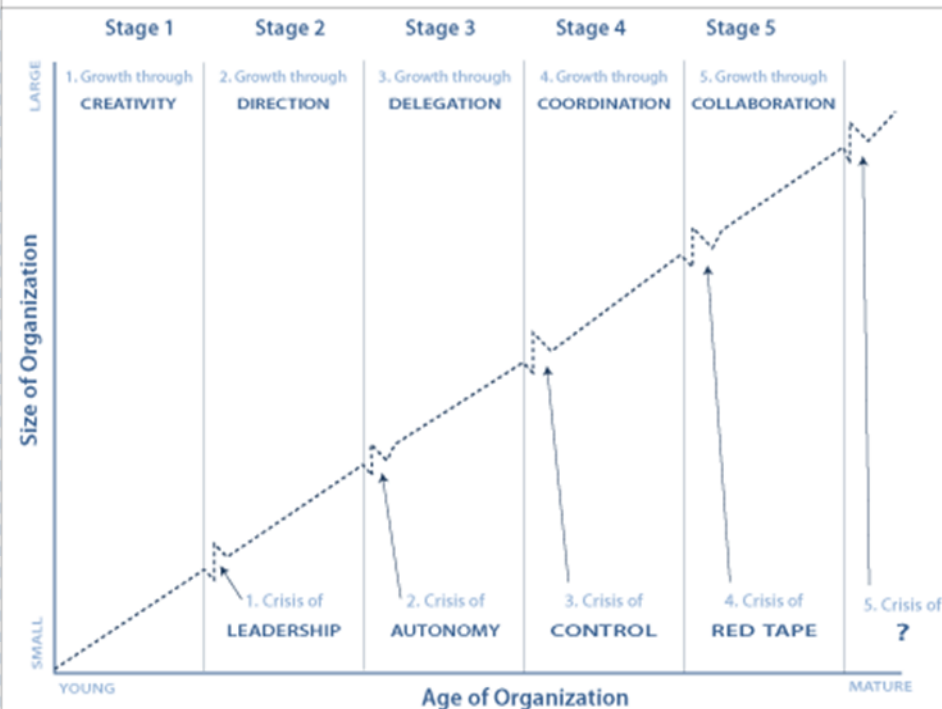 Stage 1
Stage 2
Stage 3
Stage 4
Stage 5
LARGE
1. Growth through
CREATIVITY
2. Growth through
DIRECTION
3. Growth through
DELEGATION
4. Growth through
COORDINATION
5. Growth through
COLLABORATION
Size of Organization
1. Crisis of
LEADERSHIP
2. Crisis of
AUTONOMY
3. Crisis of
CONTROL
4. Crisis of
RED TAPE
5. Crisis of
?
SMALL
YOUNG
Age of Organization
MATURE